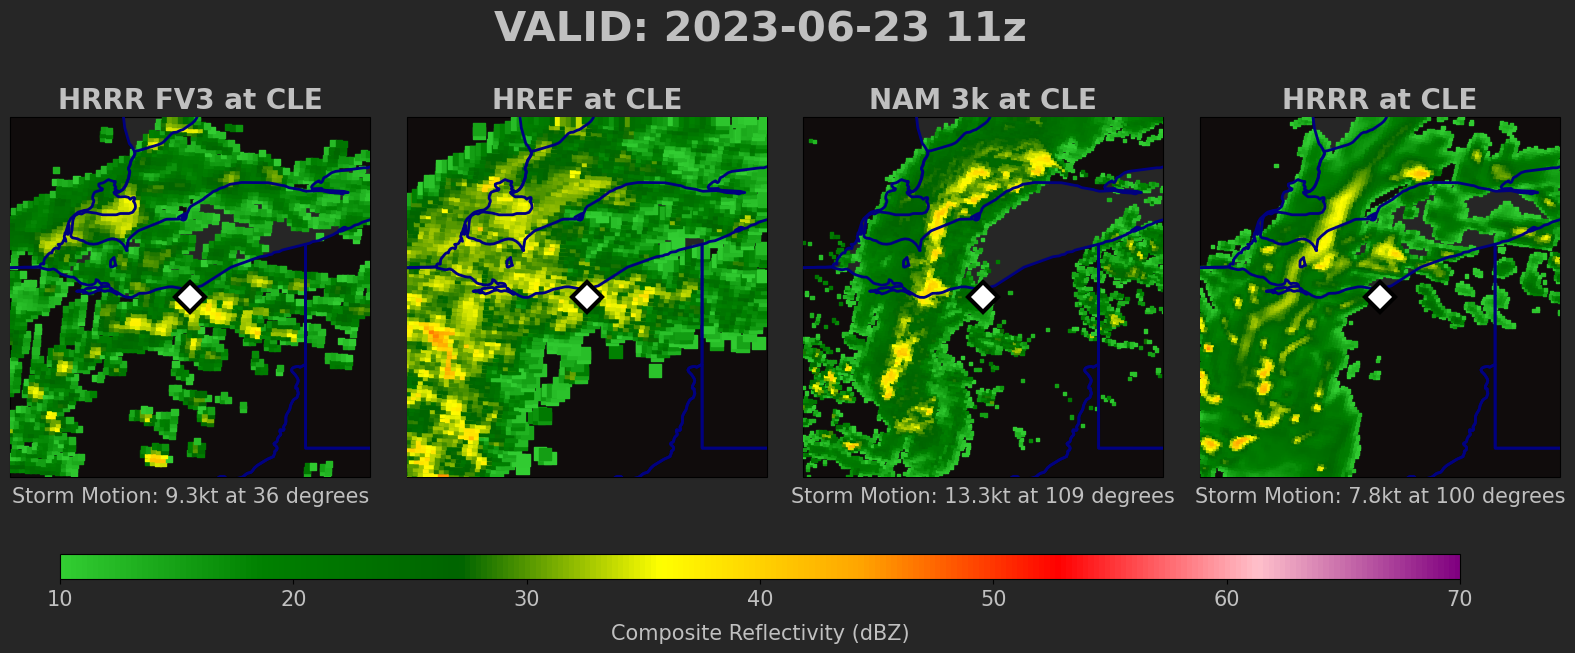 VALID: 2023-06-23 11z
HRRR FV3 at CLE
HREF at CLE
NAM 3k at CLE
HRRR at CLE
Storm Motion: 9.3kt at 36 degrees
Storm Motion: 13.3kt at 109 degrees
Storm Motion: 7.8kt at 100 degrees
10 20 30 40 50 60 70
Composite Reflectivity (dBZ)